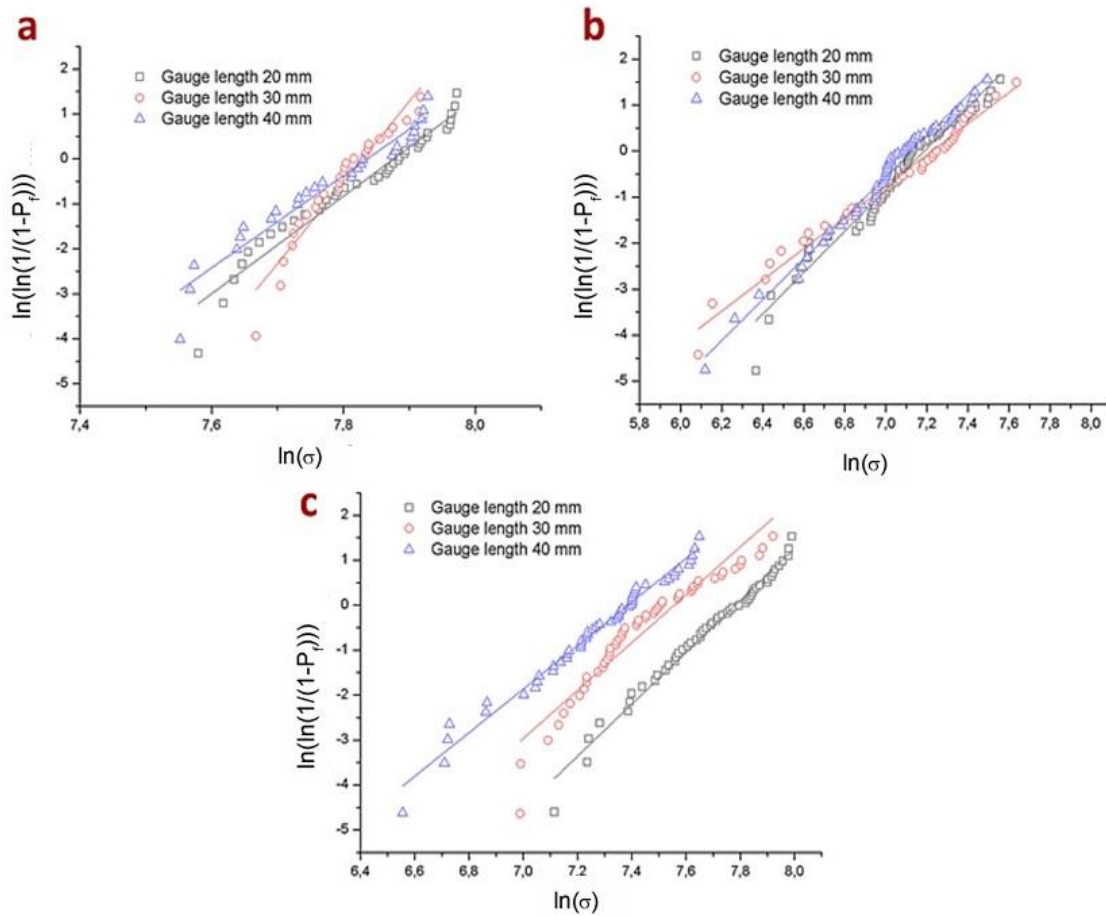 a
Gauge length 20 mm
Gauge length 30 mm
Gauge length 40 mm
2
1
0
-1
-2
-3
-4
-5
ln(ln(1/(1-Pf)))
7,4 7,6 7,8 8,0
ln(σ)
b
Gauge length 20 mm
Gauge length 30 mm
Gauge length 40 mm
2
1
0
-1
-2
-3
-4
-5
ln(ln(1/(1-Pf)))
5,8 6,0 6,2 6,4 6,6 6,8 7,0 7,2 7,4 7,6 7,8 8,0
ln(σ)
c
Gauge length 20 mm
Gauge length 30 mm
Gauge length 40 mm
2
1
0
-1
-2
-3
-4
-5
ln(ln(1/(1-Pf)))
6,4 6,6 6,8 7,0 7,2 7,4 7,6 7,8 8,0
ln(σ)